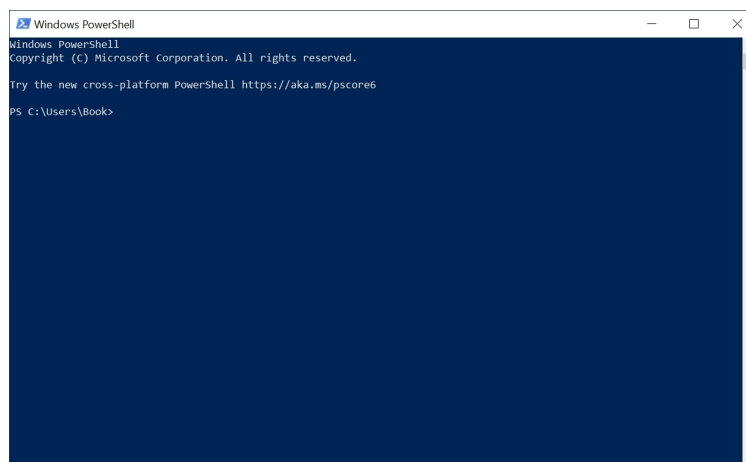 Windows PowerShell
Windows PowerShell
Copyright (C) Microsoft Corporation. All rights reserved.
Try the new cross-platform PowerShell https://aka.ms/pscore6
PS C:\Users\Book>